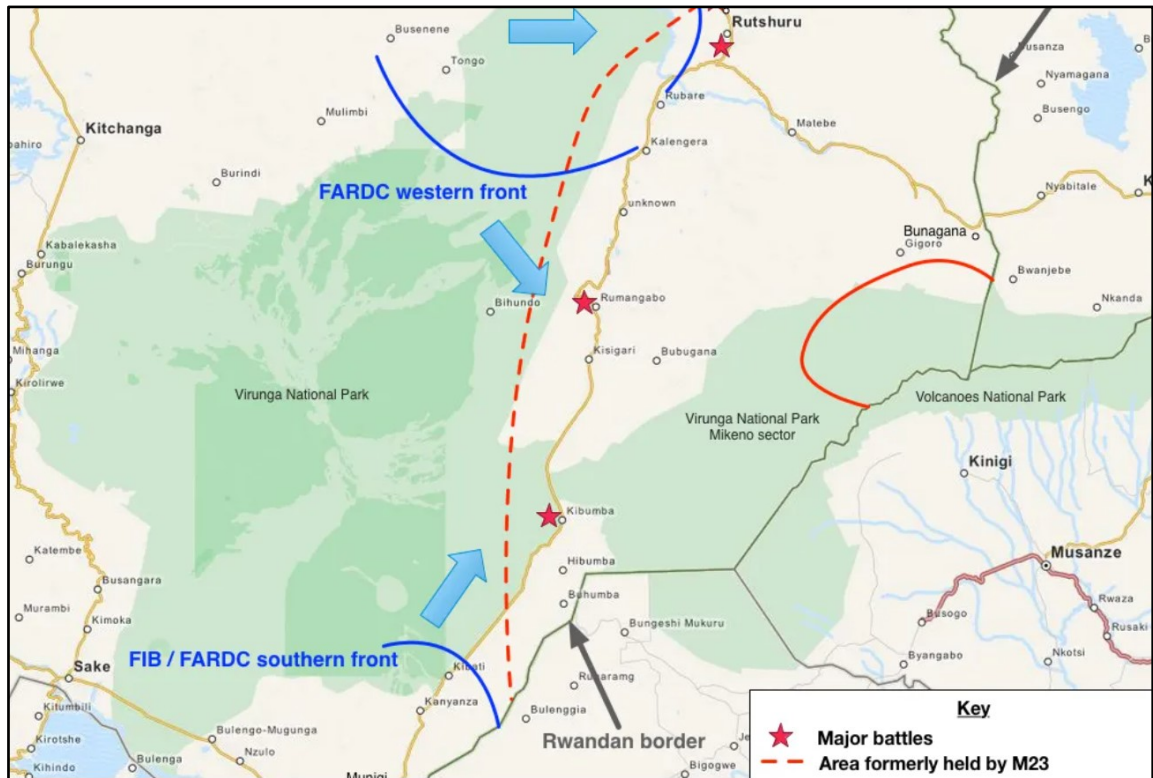 Rutshuru
Busenene
Tongo
Nyamagana
Busengo
Mulimbi
Rubare
Kitchanga
Matebe
Kalengera
Burindi
FARDC western front
Nyabitale
unknown
Bunagana
Gigoro
Kabalekasha
Burungu
Bwanjebe
Bihundo
Rumangabo
Nkanda
Mihanga
Kisigari
Bubugana
Kirolirwe
Virunga National Park
Volcanoes National Park
Virunga National Park
Mikeno sector
Kinigi
Kibumba
Katembe
Hibumba
Musanze
Busangara
Buhumba
Murambi
Kimoka
Rwaza
Busogo
Bungeshi Mukuru
Rusaki
FIB / FARDC southern front
Sake
Kibati
Byangabo
Nkotsi
Kitumbili
Kanyanza
Bulenggia
Key
Bulengo-Mugunga
Kirotshe
Nzulo
Rwandan border
Major battles
Kihindo
Bulenga
Bigogwe
Area formerly held by M23